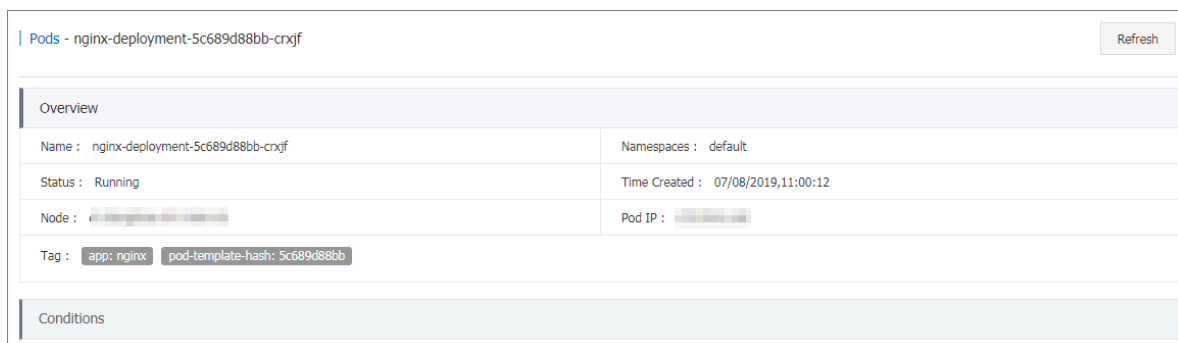 Pods - nginx-deployment-5c689d88bb-crxjf
Refresh
Overview
Name : nginx-deployment-5c689d88bb-crxjf
Namespaces : default
Status : Running
Time Created : 07/08/2019,11:00:12
Node :
Pod IP :
Tag : app: nginx pod-template-hash: 5c689d88bb
Conditions